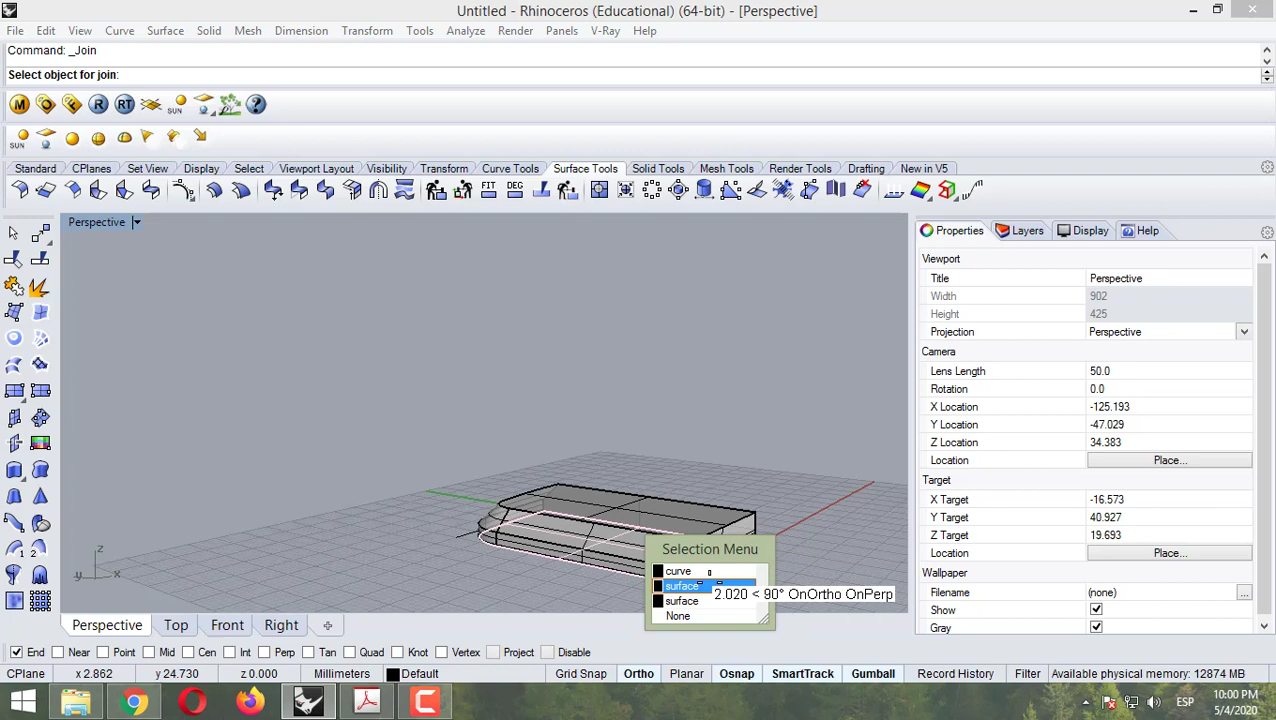 Untitled - Rhinoceros (Educational) (64-bit) - [Perspective]
File Edit View Curve Surface Solid Mesh Dimension Transform Tools Analyze Render Panels V-Ray Help
Command: _Join
Select object for join:
M O F R RT SUN ?
SUN
Standard CPlanes Set View Display Select Viewport Layout Visibility Transform Curve Tools Surface Tools Solid Tools Mesh Tools Render Tools Drafting New in V5
FIT DEG
Perspective
Properties Layers Display Help
Viewport
Title Perspective
Width 902
Height 425
Projection Perspective
Camera
Lens Length 50.0
Rotation 0.0
X Location -125.193
Y Location -47.029
Z Location 34.383
Location Place...
Target
X Target -16.573
Y Target 40.927
Z Target 19.693
Location Place...
Wallpaper
Filename (none) ...
Show
Gray
z
y x
Selection Menu
curve
surface
2.020 < 90° OnOrtho OnPerp
surface
None
Perspective Top Front Right
End Near Point Mid Cen Int Perp Tan Quad Knot Vertex Project Disable
CPlane x 2.862 y 24.730 z 0.000 Millimeters Default Grid Snap Ortho Planar Osnap SmartTrack Gumball Record History Filter Available physical memory: 12874 MB
ESP
10:00 PM
5/4/2020